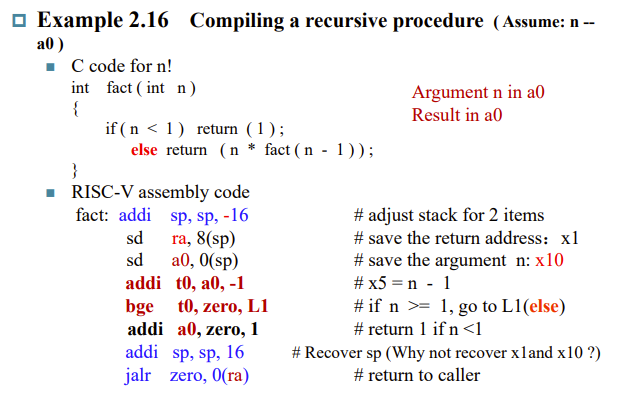 Example 2.16 Compiling a recursive procedure ( Assume: n --
a0 )
C code for n!
int fact ( int n )
{
if ( n < 1 ) return ( 1 ) ;
else return ( n * fact ( n - 1 ) ) ;
}
Argument n in a0
Result in a0
RISC-V assembly code
fact: addi sp, sp, -16 # adjust stack for 2 items
sd ra, 8(sp) # save the return address: x1
sd a0, 0(sp) # save the argument n: x10
addi t0, a0, -1 # x5 = n - 1
bge t0, zero, L1 # if n >= 1, go to L1(else)
addi a0, zero, 1 # return 1 if n <1
addi sp, sp, 16 # Recover sp (Why not recover x1and x10 ?)
jalr zero, 0(ra) # return to caller